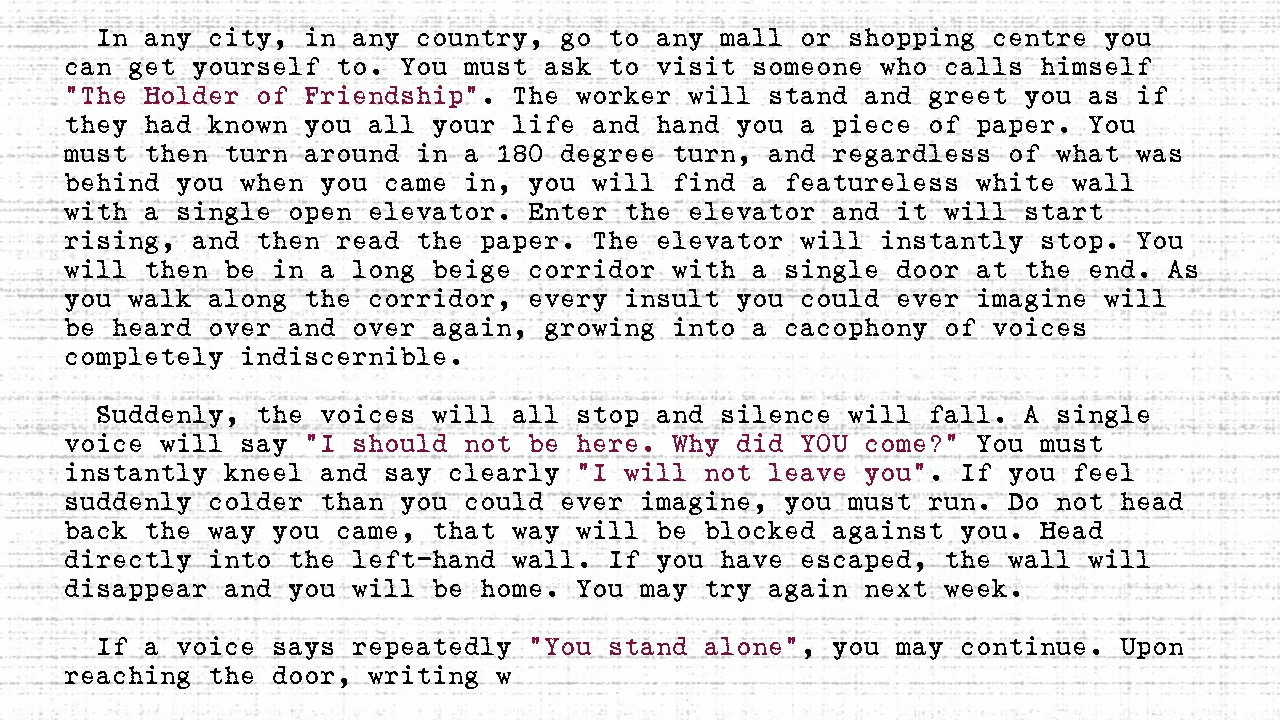 In any city, in any country, go to any mall or shopping centre you
can get yourself to. You must ask to visit someone who calls himself
"The Holder of Friendship". The worker will stand and greet you as if
they had known you all your life and hand you a piece of paper. You
must then turn around in a 180 degree turn, and regardless of what was
behind you when you came in, you will find a featureless white wall
with a single open elevator. Enter the elevator and it will start
rising, and then read the paper. The elevator will instantly stop. You
will then be in a long beige corridor with a single door at the end. As
you walk along the corridor, every insult you could ever imagine will
be heard over and over again, growing into a cacophony of voices
completely indiscernible.
Suddenly, the voices will all stop and silence will fall. A single
voice will say "I should not be here. Why did YOU come?" You must
instantly kneel and say clearly "I will not leave you". If you feel
suddenly colder than you could ever imagine, you must run. Do not head
back the way you came, that way will be blocked against you. Head
directly into the left-hand wall. If you have escaped, the wall will
disappear and you will be home. You may try again next week.
If a voice says repeatedly "You stand alone", you may continue. Upon
reaching the door, writing w